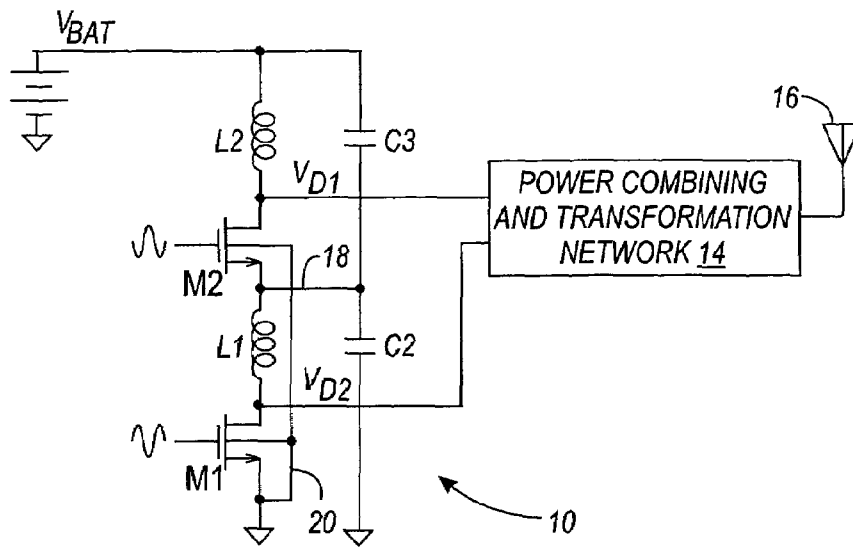 V_BAT
16
L2
C3
V_D1
POWER COMBINING
AND TRANSFORMATION
NETWORK 14
18
M2
L1
C2
V_D2
M1
20
10